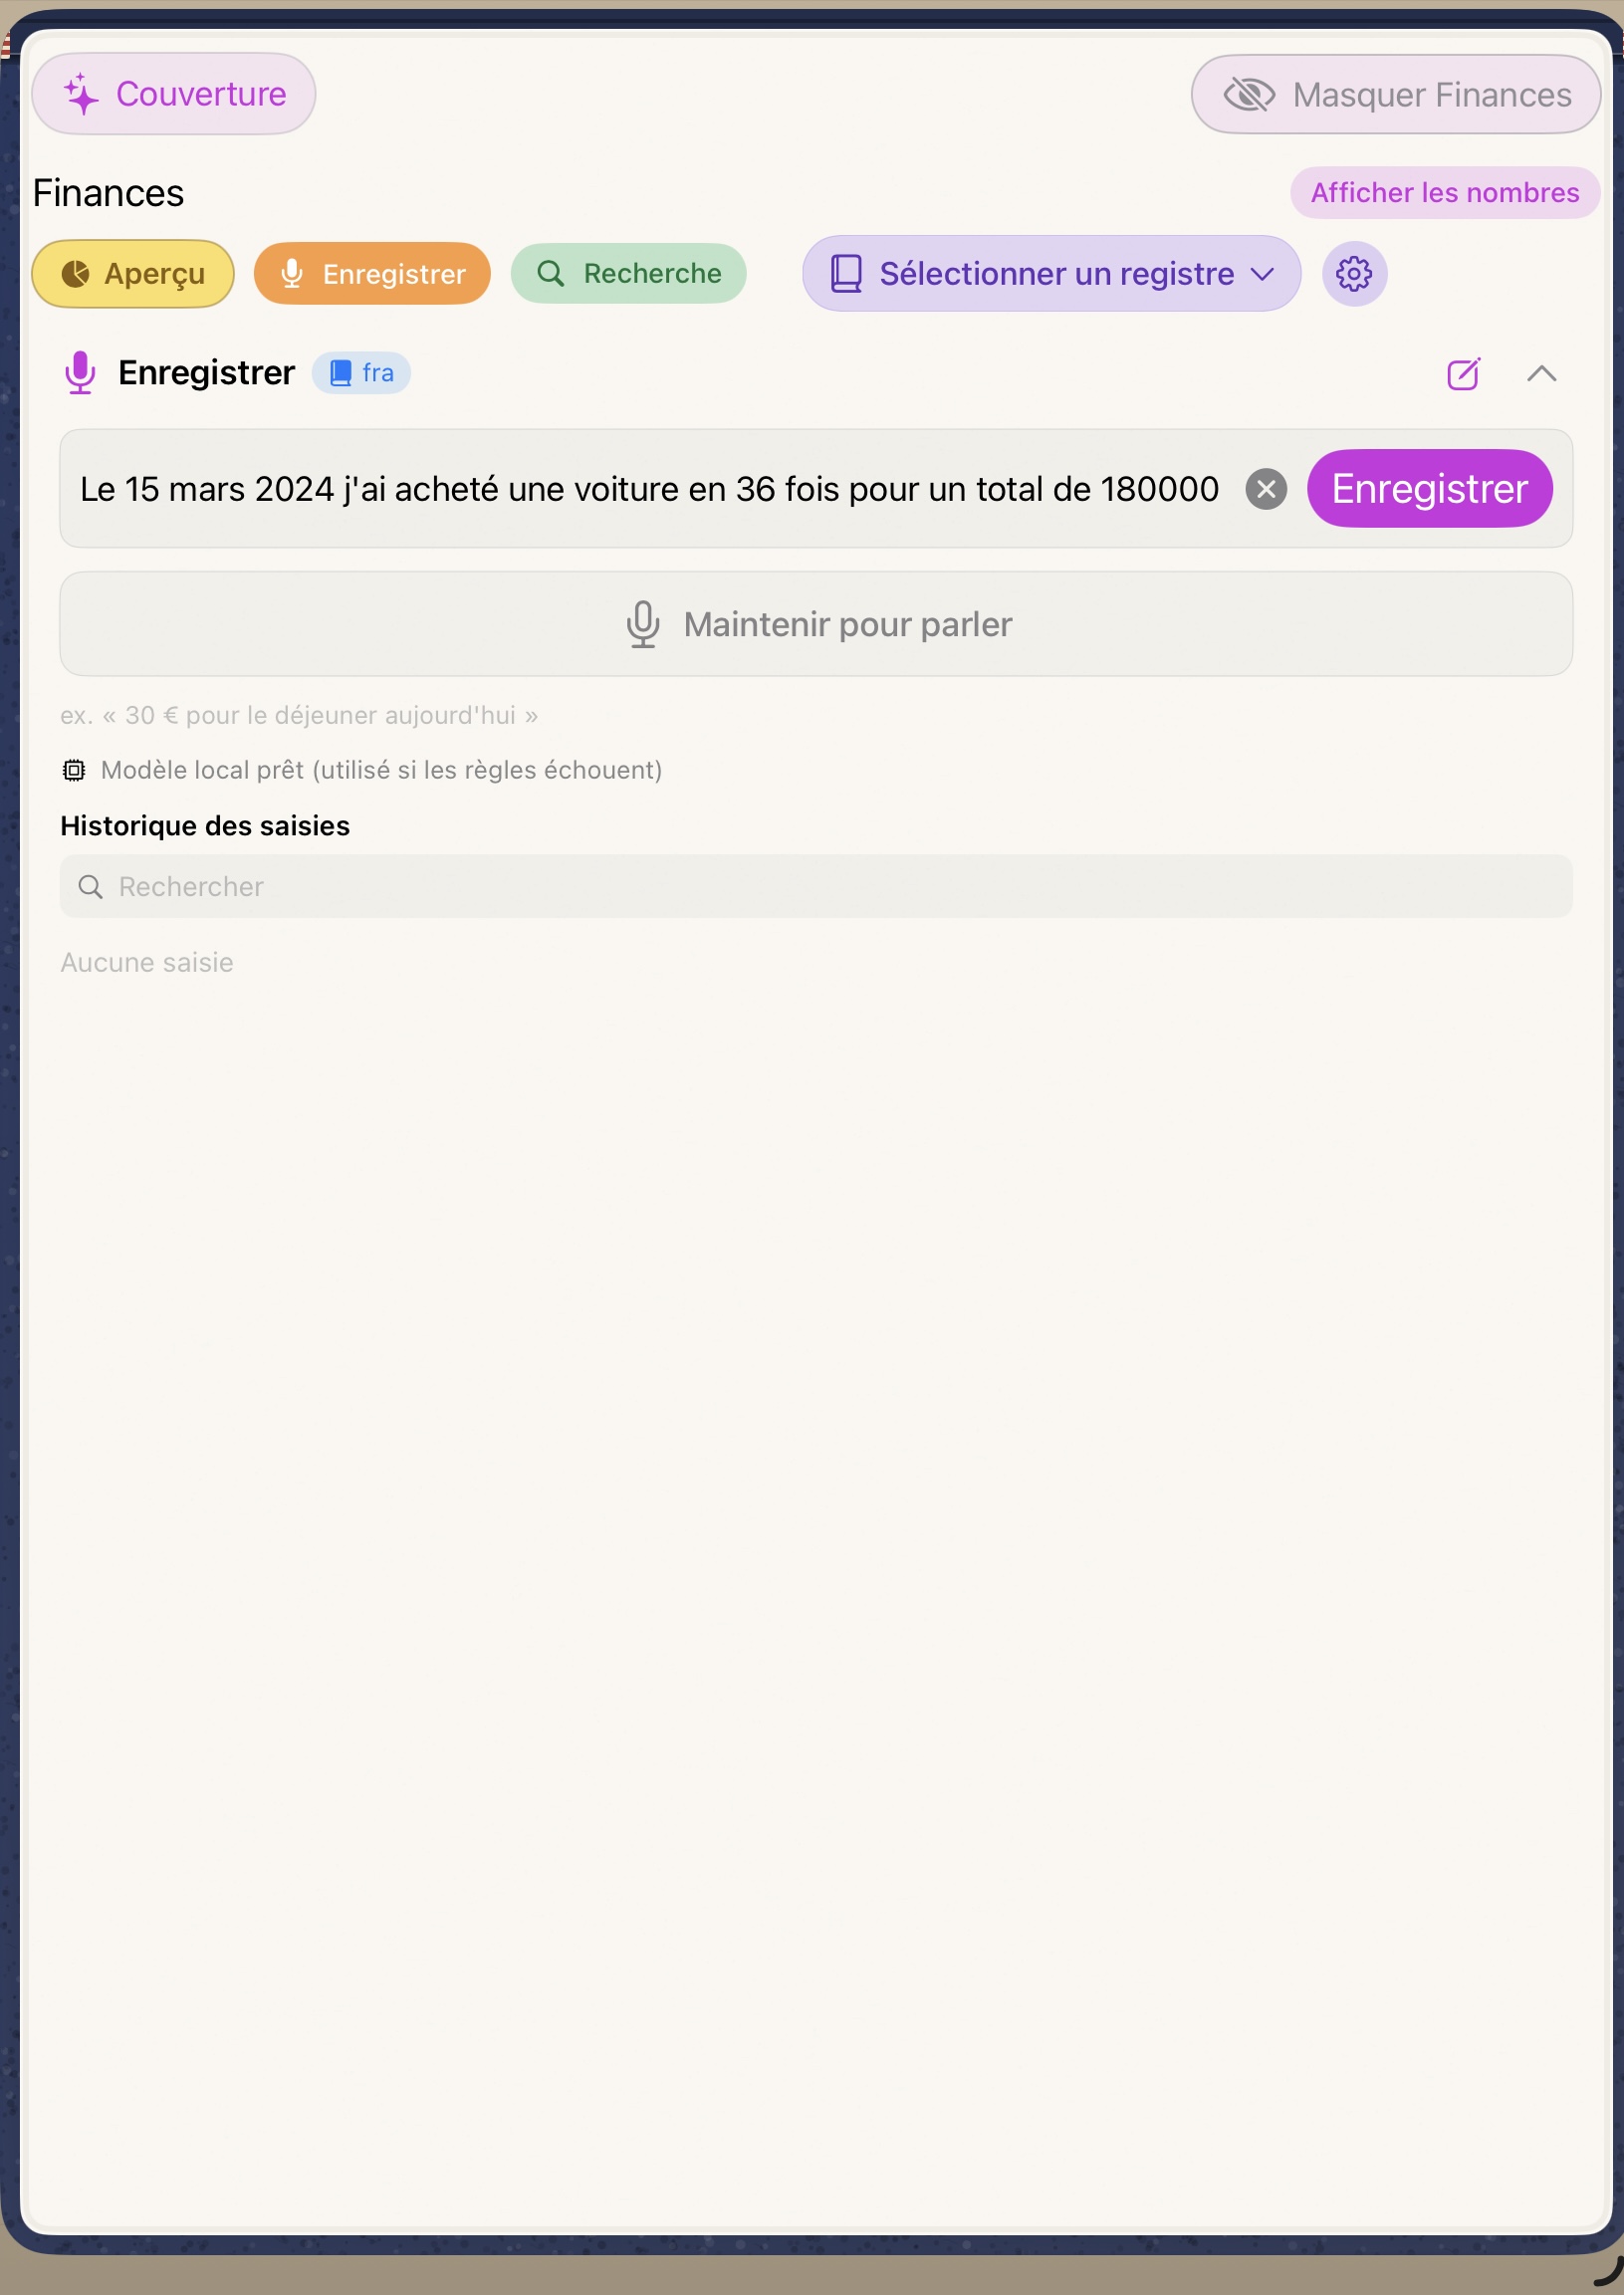 Couverture
Masquer Finances
Finances
Afficher les nombres
Aperçu
Enregistrer
Recherche
Sélectionner un registre
Enregistrer
fra
Le 15 mars 2024 j'ai acheté une voiture en 36 fois pour un total de 180000
Enregistrer
Maintenir pour parler
ex. « 30 € pour le déjeuner aujourd'hui »
Modèle local prêt (utilisé si les règles échouent)
Historique des saisies
Rechercher
Aucune saisie